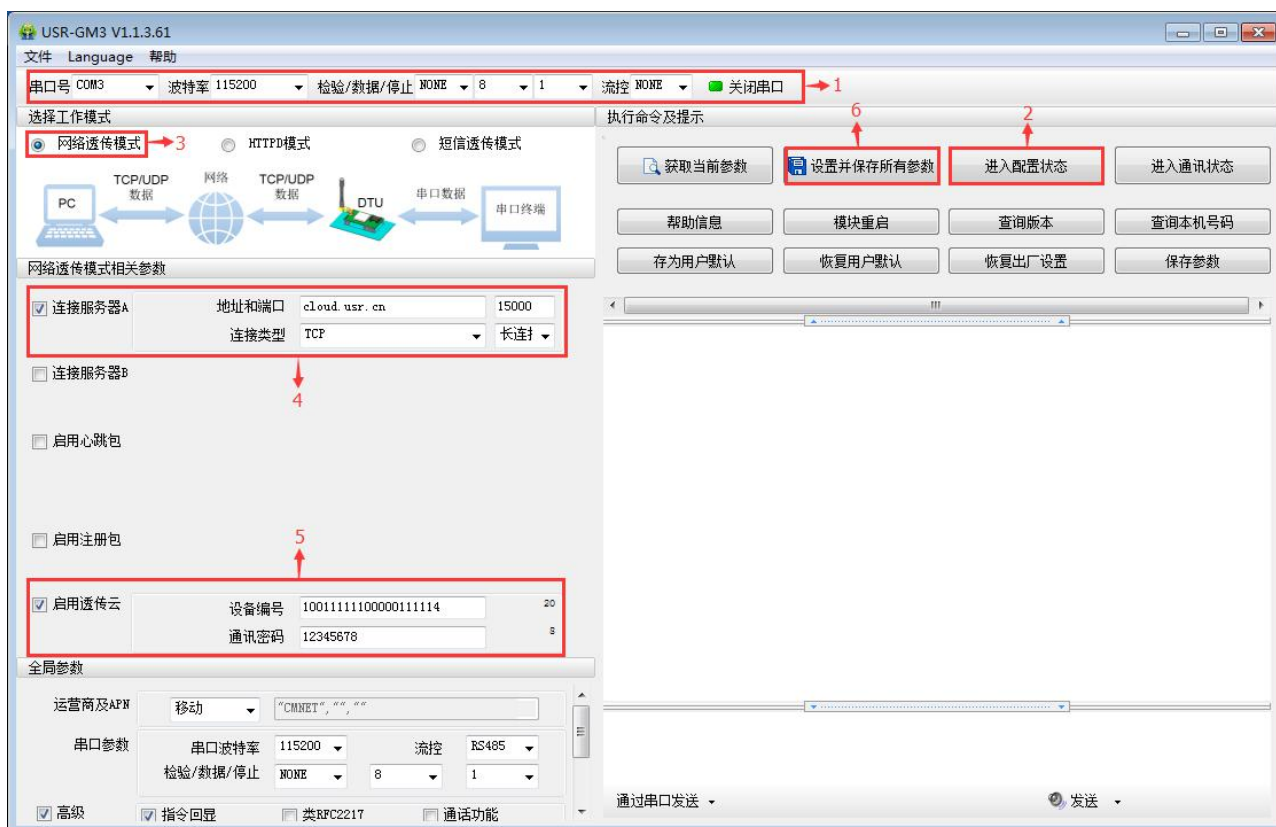 USR-GM3 V1.1.3.61
文件 Language 帮助
串口号 COM3 波特率 115200 检验/数据/停止 NONE 8 1 流控 NONE 关闭串口 1
选择工作模式
网络透传模式 3 HTTPD模式 短信透传模式
PC TCP/UDP 数据 网络 TCP/UDP 数据 DTU 串口数据 串口终端
网络透传模式相关参数
连接服务器A 地址和端口 cloud.usr.cn 15000
连接类型 TCP 长连接
4
连接服务器B
启用心跳包
启用注册包
5
启用透传云 设备编号 10011111100000111114 20
通讯密码 12345678 8
全局参数
运营商及APN 移动 "CMNET","",""
串口参数 串口波特率 115200 流控 RS485
检验/数据/停止 NONE 8 1
高级 指令回显 类RFC2217 通话功能
执行命令及提示
6 2
获取当前参数 设置并保存所有参数 进入配置状态 进入通讯状态
帮助信息 模块重启 查询版本 查询本机号码
存为用户默认 恢复用户默认 恢复出厂设置 保存参数
通过串口发送 发送